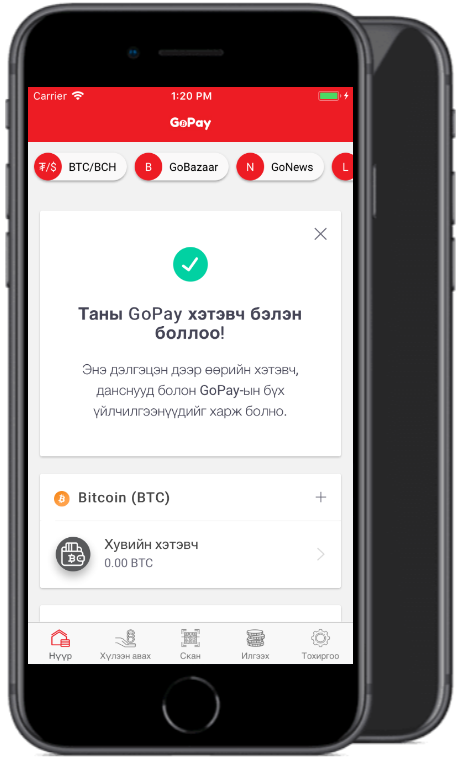 Carrier 1:20 PM
GoPay
₮/$ BTC/BCH B GoBazaar N GoNews L
Таны GoPay хэтэвч бэлэн
боллоо!
Энэ дэлгэцэн дээр өөрийн хэтэвч,
данснууд болон GoPay-ын бүх
үйлчилгээнүүдийг харж болно.
Bitcoin (BTC)
Хувийн хэтэвч
0.00 BTC
Нүүр Хүлээн авах Скан Илгээх Тохиргоо